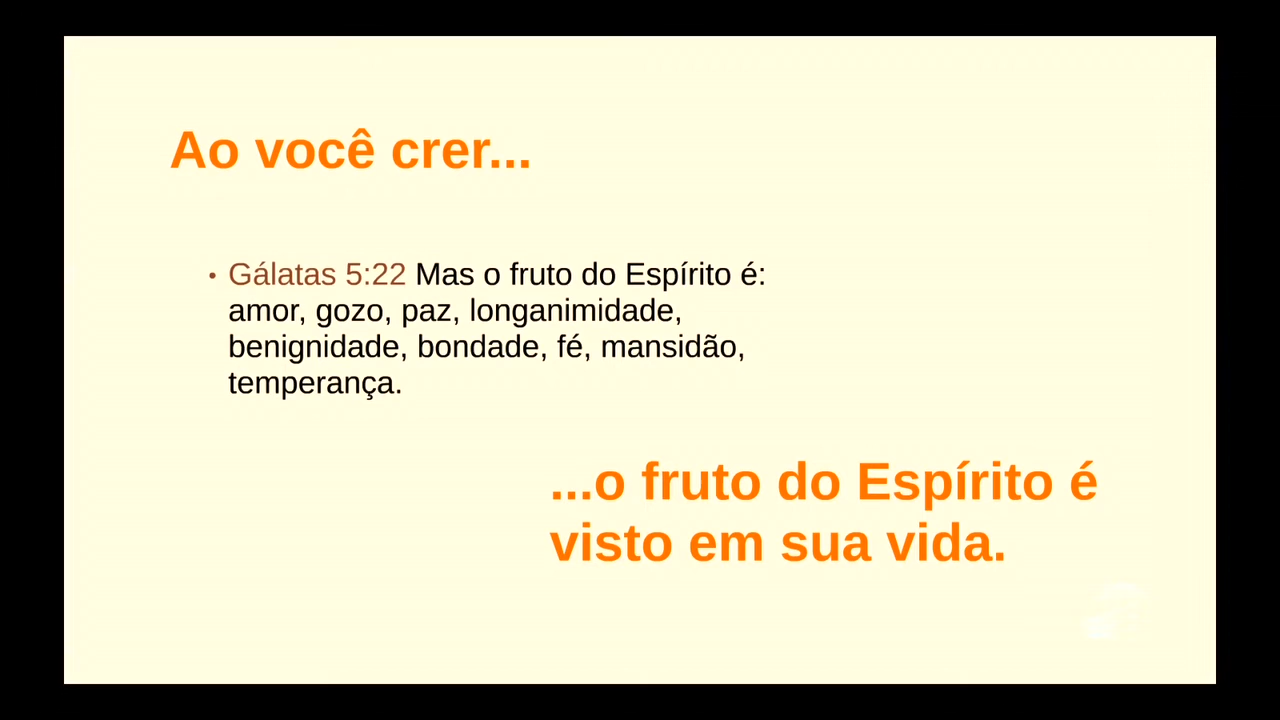 Ao você crer...
• Gálatas 5:22 Mas o fruto do Espírito é:
amor, gozo, paz, longanimidade,
benignidade, bondade, fé, mansidão,
temperança.
...o fruto do Espírito é
visto em sua vida.